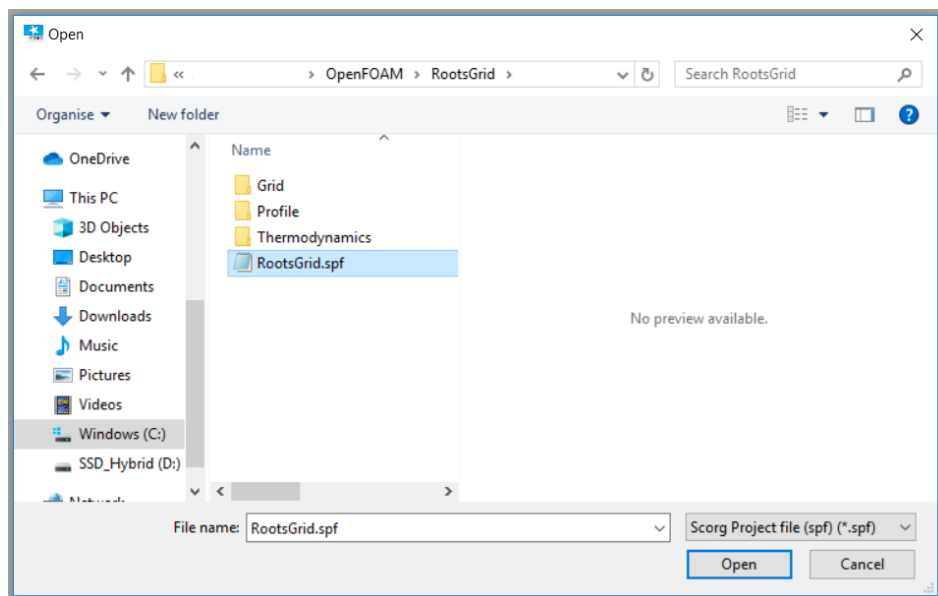 Open
« > OpenFOAM > RootsGrid >
Search RootsGrid
Organise
New folder
OneDrive
This PC
3D Objects
Desktop
Documents
Downloads
Music
Pictures
Videos
Windows (C:)
SSD_Hybrid (D:)
Network
Name
Grid
Profile
Thermodynamics
RootsGrid.spf
No preview available.
File name: RootsGrid.spf
Scorg Project file (spf) (*.spf)
Open
Cancel